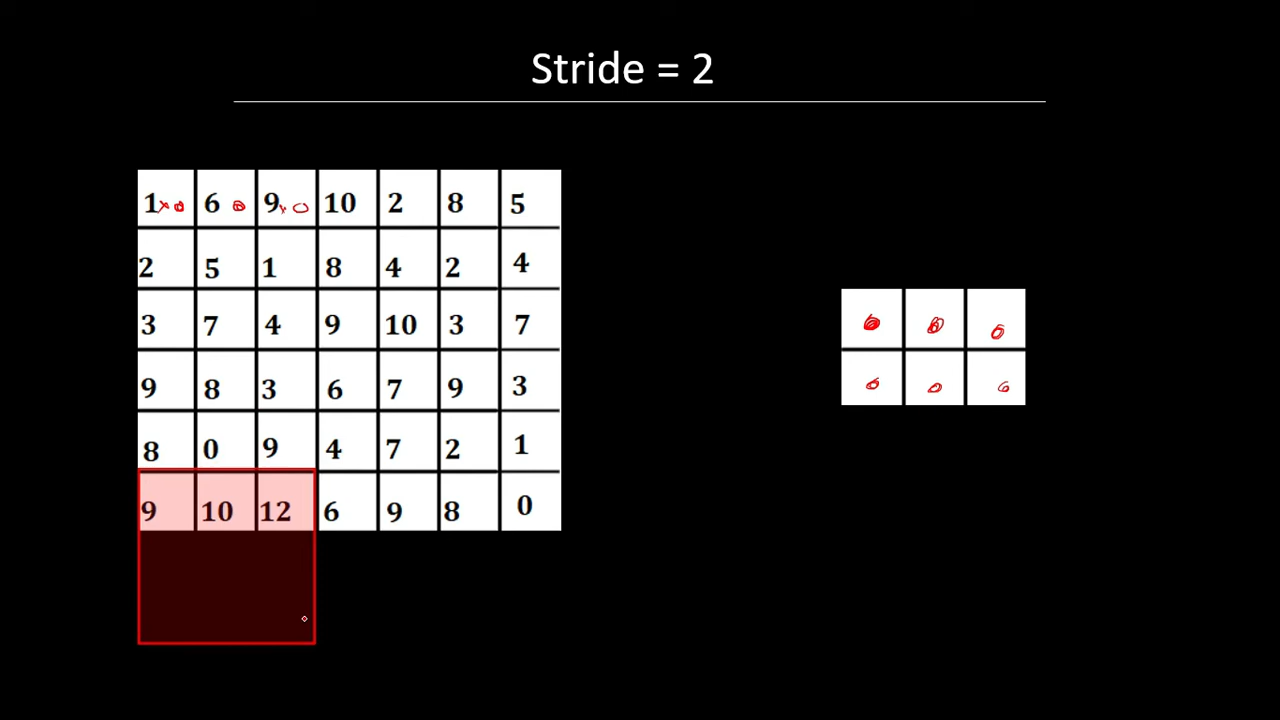 Stride = 2
1 6 9 10 2 8 5
2 5 1 8 4 2 4
3 7 4 9 10 3 7
9 8 3 6 7 9 3
8 0 9 4 7 2 1
9 10 12 6 9 8 0